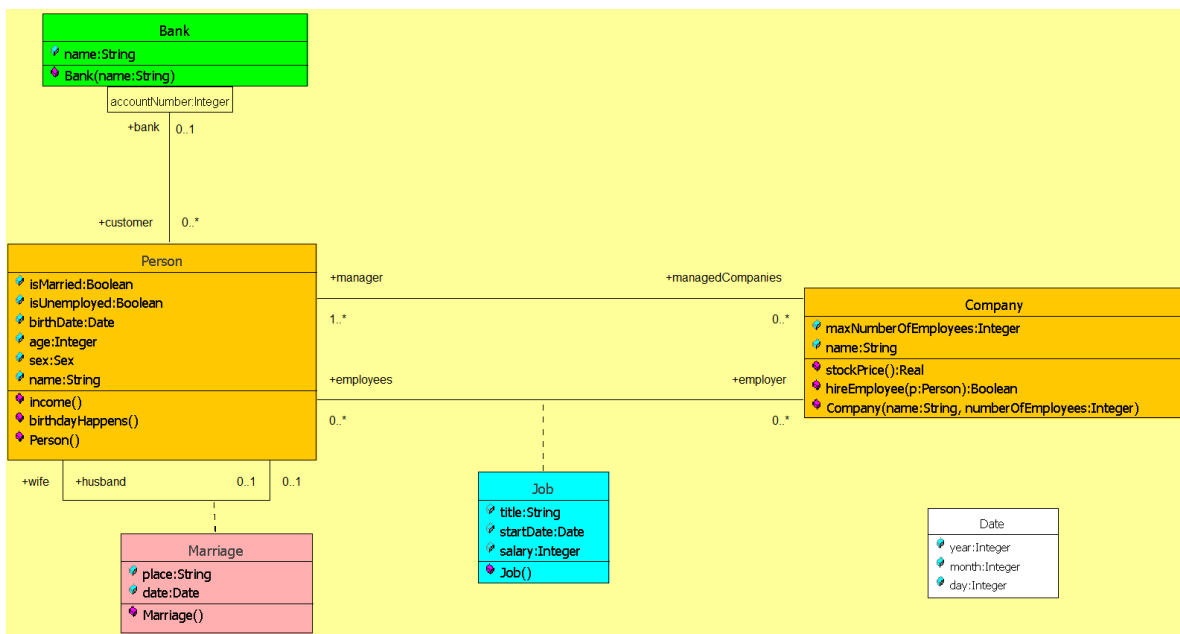 Bank
name:String
Bank(name:String)
accountNumber:Integer
+bank 0..1
+customer 0..*
Person
isMarried:Boolean
isUnemployed:Boolean
birthDate:Date
age:Integer
sex:Sex
name:String
income()
birthdayHappens()
Person()
+manager +managedCompanies
1..* 0..*
+employees +employer
0..* 0..*
Company
maxNumberOfEmployees:Integer
name:String
stockPrice():Real
hireEmployee(p:Person):Boolean
Company(name:String, numberOfEmployees:Integer)
+wife +husband 0..1 0..1
Marriage
place:String
date:Date
Marriage()
Job
title:String
startDate:Date
salary:Integer
Job()
Date
year:Integer
month:Integer
day:Integer